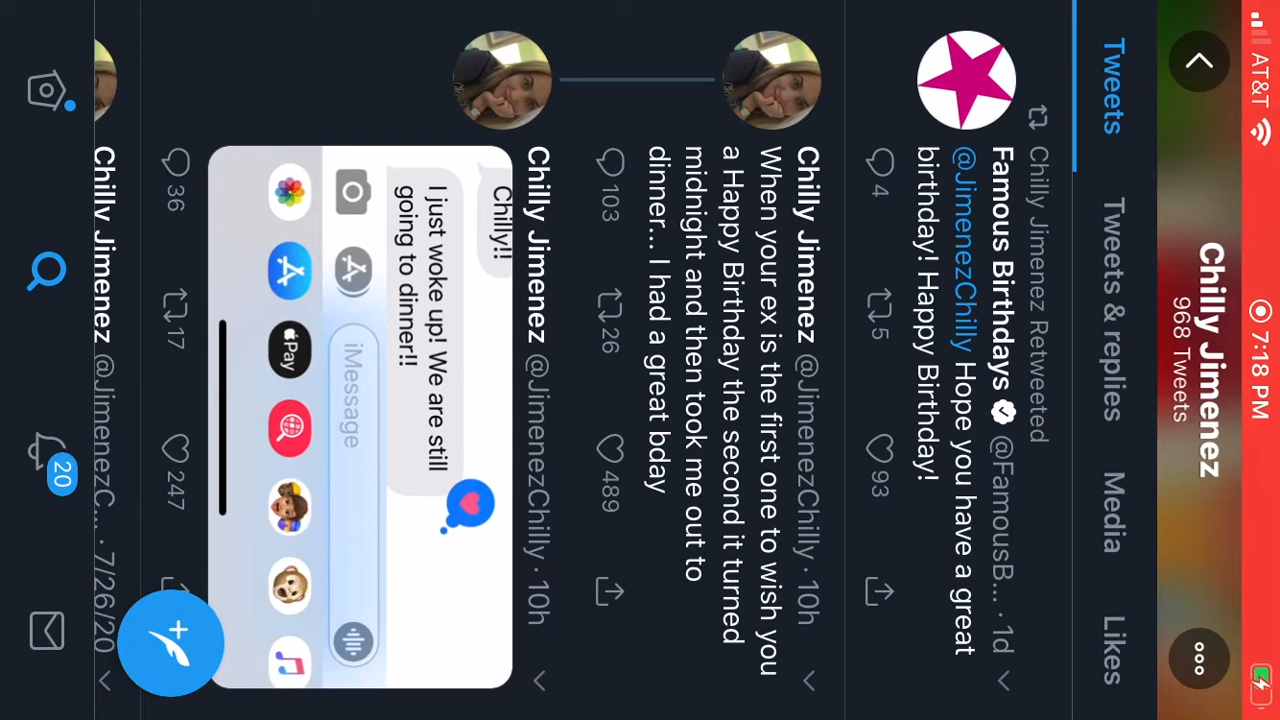 AT&T 7:18 PM
Chilly Jimenez
968 Tweets
Tweets Tweets & replies Media Likes
Chilly Jimenez Retweeted
Famous Birthdays @FamousB... · 1d
@JimenezChilly Hope you have a great
birthday! Happy Birthday!
4 5 93
Chilly Jimenez @JimenezChilly · 10h
When your ex is the first one to wish you
a Happy Birthday the second it turned
midnight and then took me out to
dinner... I had a great bday
103 26 489
Chilly Jimenez @JimenezChilly · 10h
Chilly!!
I just woke up! We are still
going to dinner!!
iMessage
Pay
36 17 247
Chilly Jimenez @JimenezC... · 7/26/20
20